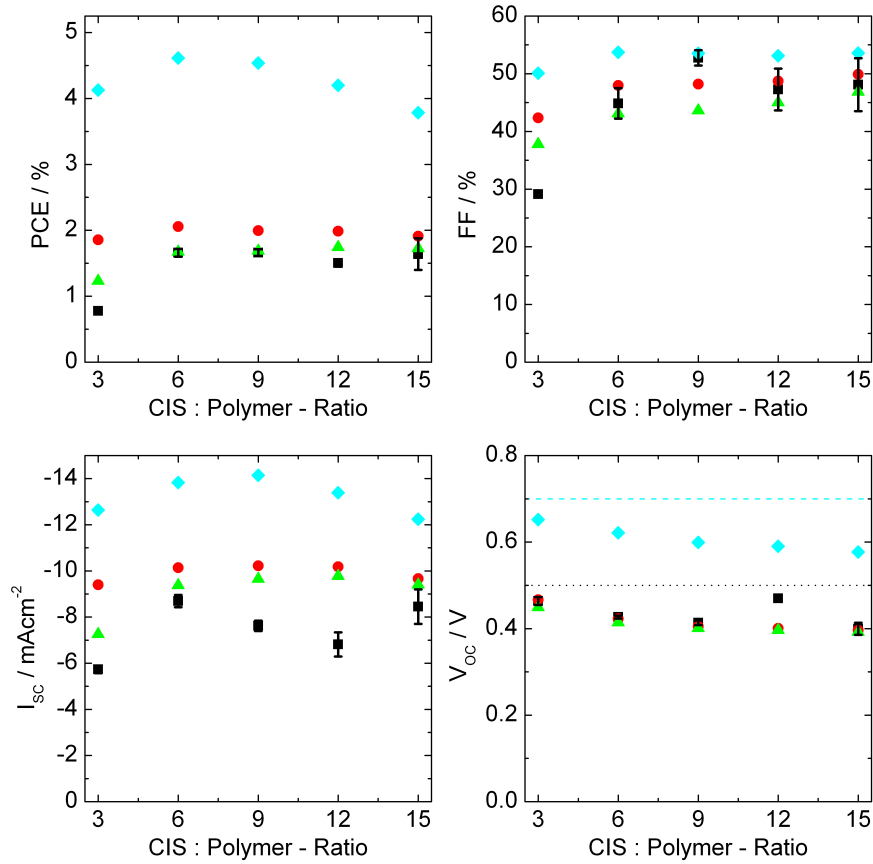 5
4
3
2
1
0
PCE / %
3 6 9 12 15
CIS : Polymer - Ratio
60
50
40
30
20
10
0
FF / %
3 6 9 12 15
CIS : Polymer - Ratio
-14
-12
-10
-8
-6
-4
-2
0
I_SC / mAcm⁻²
3 6 9 12 15
CIS : Polymer - Ratio
0.8
0.6
0.4
0.2
0.0
V_OC / V
3 6 9 12 15
CIS : Polymer - Ratio